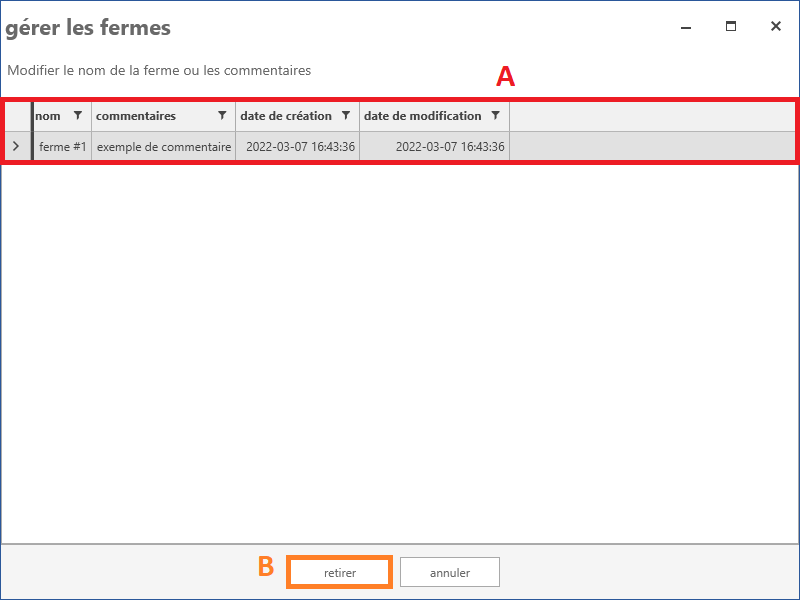 gérer les fermes
Modifier le nom de la ferme ou les commentaires
A
nom commentaires date de création date de modification
ferme #1 exemple de commentaire 2022-03-07 16:43:36 2022-03-07 16:43:36
B retirer annuler